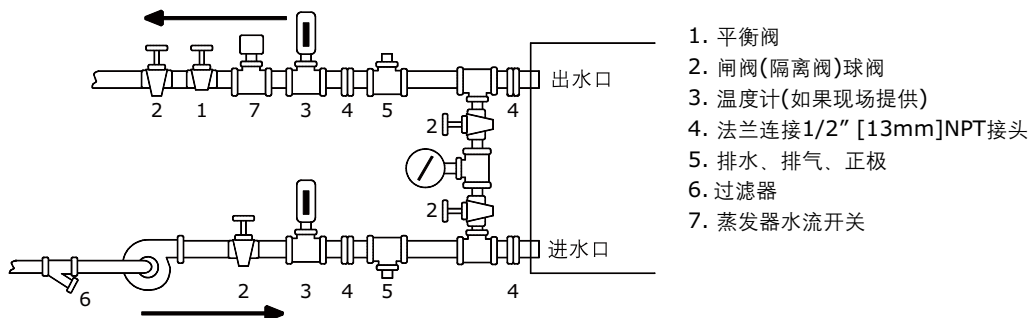 1. 平衡阀
2. 闸阀(隔离阀)球阀
3. 温度计(如果现场提供)
4. 法兰连接1/2” [13mm]NPT接头
5. 排水、排气、正极
6. 过滤器
7. 蒸发器水流开关
出水口
2 1 7 3 4 5 4
2
2
进水口
6 2 3 4 5 4